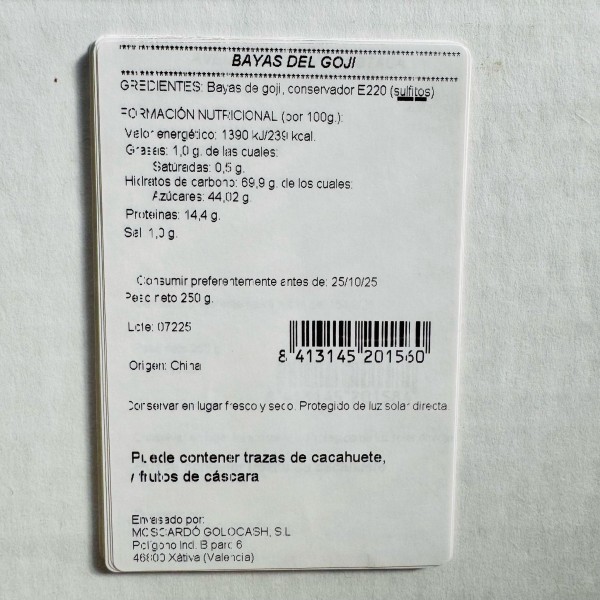 BAYAS DEL GOJI
GREDIENTES: Bayas de goji, conservador E220 (sulfitos)
FORMACIÓN NUTRICIONAL (por 100g.):
Valor energético: 1390 kJ/239 kcal.
Grasas: 1,0 g. de las cuales:
Saturadas: 0,5 g.
Hidratos de carbono: 69,9 g. de los cuales:
Azúcares: 44,02 g.
Proteinas: 14,4 g.
Sal 1,0 g.
Consumir preferentemente antes de: 25/10/25
Peso neto 250 g.
Lote: 07225
8 413145 201560
Origen: China
Conservar en lugar fresco y seco. Protegido de luz solar directa
Puede contener trazas de cacahuete,
y frutos de cáscara
Envasado por:
MOSCARDÓ GOLOCASH, S.L
Polígono Ind. B parc 6
46800 Xátiva (Valencia)